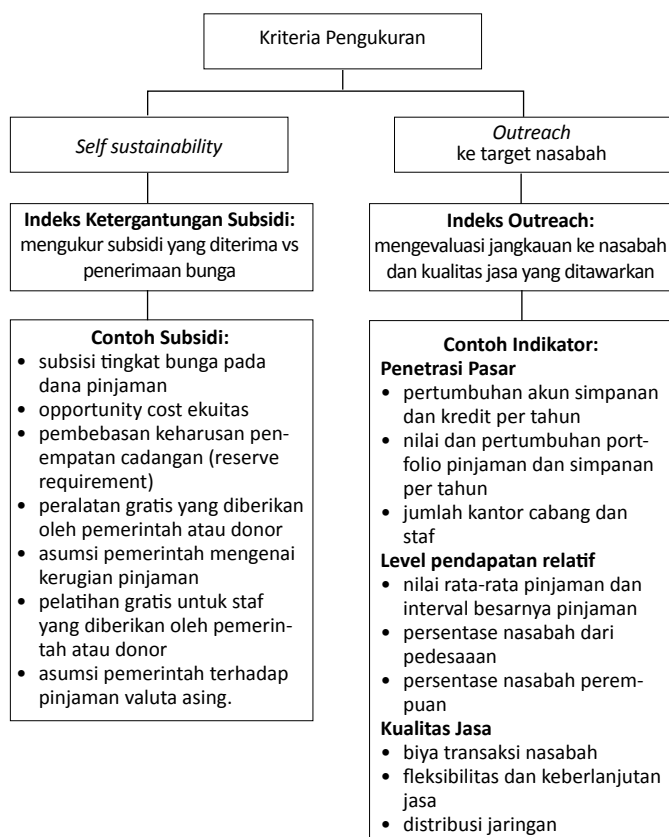 Kriteria Pengukuran
Self sustainability
Outreach
ke target nasabah
Indeks Ketergantungan Subsidi:
mengukur subsidi yang diterima vs
penerimaan bunga
Indeks Outreach:
mengevaluasi jangkauan ke nasabah
dan kualitas jasa yang ditawarkan
Contoh Subsidi:
• subsisi tingkat bunga pada
dana pinjaman
• opportunity cost ekuitas
• pembebasan keharusan pen-
empatan cadangan (reserve
requirement)
• peralatan gratis yang diberikan
oleh pemerintah atau donor
• asumsi pemerintah mengenai
kerugian pinjaman
• pelatihan gratis untuk staf
yang diberikan oleh pemerin-
tah atau donor
• asumsi pemerintah terhadap
pinjaman valuta asing.
Contoh Indikator:
Penetrasi Pasar
• pertumbuhan akun simpanan
dan kredit per tahun
• nilai dan pertumbuhan port-
folio pinjaman dan simpanan
per tahun
• jumlah kantor cabang dan
staf
Level pendapatan relatif
• nilai rata-rata pinjaman dan
interval besarnya pinjaman
• persentase nasabah dari
pedesaaan
• persentase nasabah perem-
puan
Kualitas Jasa
• biya transaksi nasabah
• fleksibilitas dan keberlanjutan
jasa
• distribusi jaringan